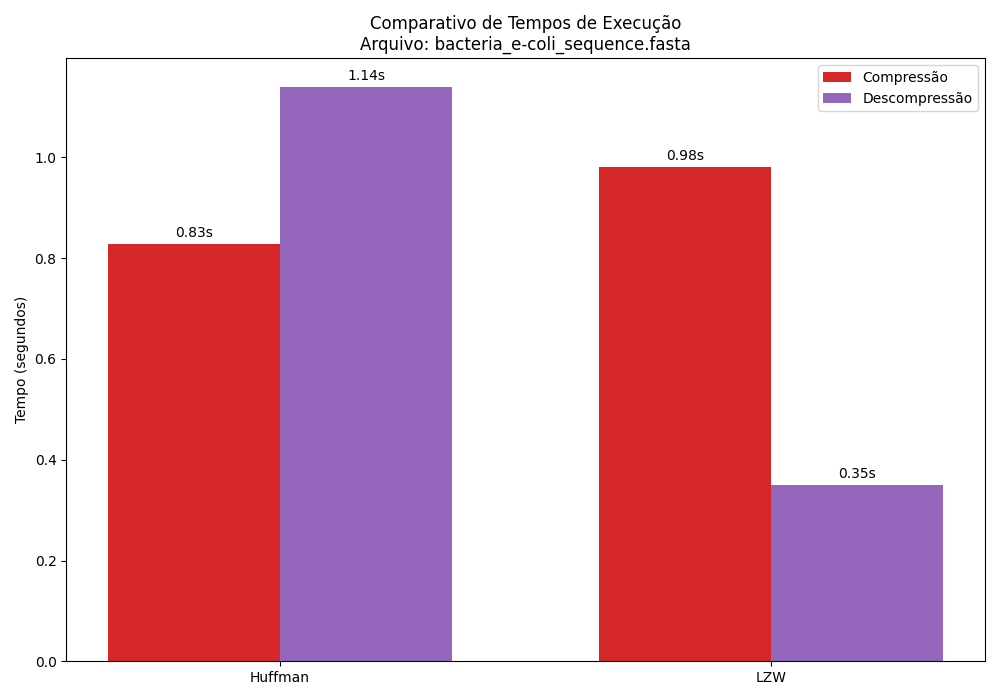 Comparativo de Tempos de Execução
Arquivo: bacteria_e-coli_sequence.fasta
Compressão
Descompressão
1.14s
0.98s
0.83s
0.35s
Tempo (segundos)
1.0
0.8
0.6
0.4
0.2
0.0
Huffman
LZW